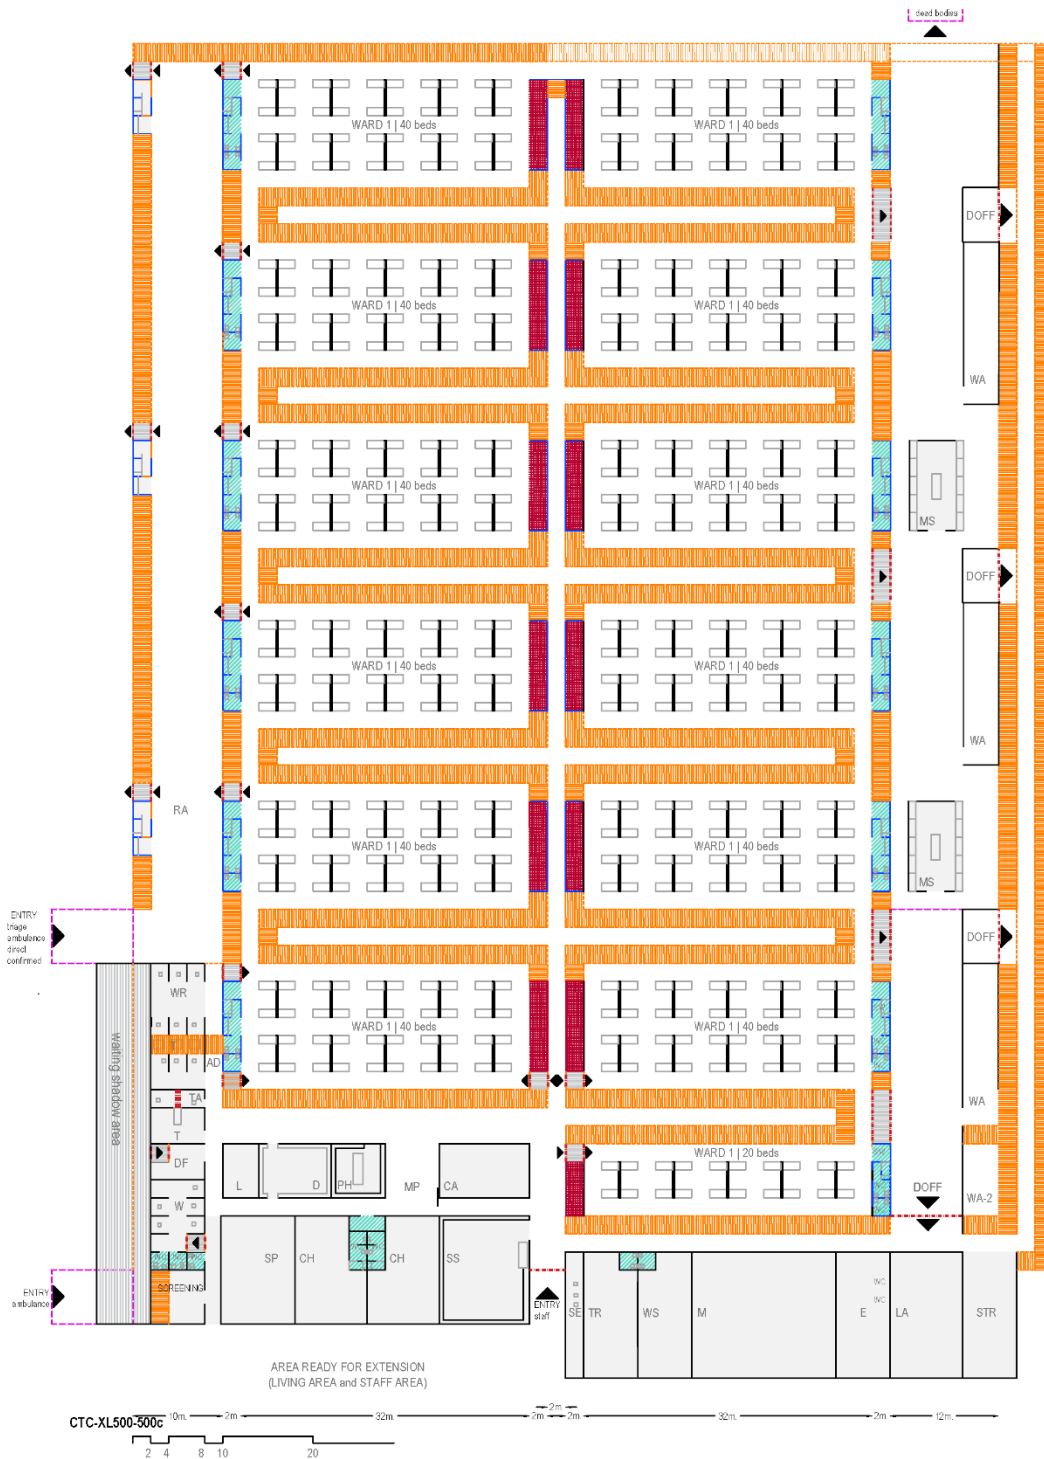 dead bodies
WARD 1 | 40 beds
WARD 1 | 40 beds
DOFF
WARD 1 | 40 beds
WARD 1 | 40 beds
WA
WARD 1 | 40 beds
WARD 1 | 40 beds
MS
DOFF
WARD 1 | 40 beds
WARD 1 | 40 beds
WA
RA
WARD 1 | 40 beds
WARD 1 | 40 beds
MS
ENTRY
triage
ambulance
direct
confirmed
DOFF
WR
WARD 1 | 40 beds
WARD 1 | 40 beds
waiting shadow area
AD
TA
WA
T
DF
WARD 1 | 20 beds
L
D
PH
MP
CA
DOFF
WA-2
W
SP
CH
CH
SS
ENTRY
ambulance
SCREENING
ENTRY
staff
SE
TR
WS
M
WC
WC
E
LA
STR
AREA READY FOR EXTENSION
(LIVING AREA and STAFF AREA)
CTC-XL500-500c
10m.
2m
32m.
2m
2m.
2m.
32m.
2m.
12m.
2
4
8
10
20